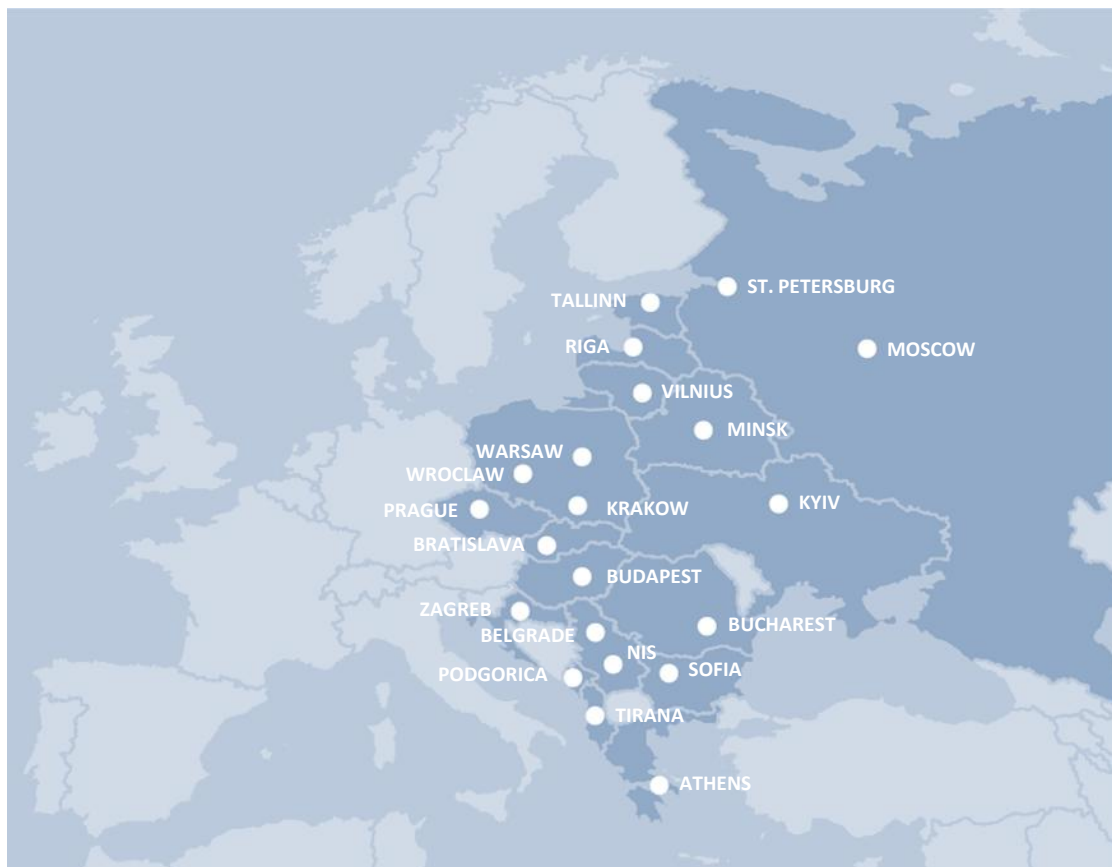 ST. PETERSBURG
TALLINN
RIGA
MOSCOW
VILNIUS
MINSK
WARSAW
WROCLAW
PRAGUE
KRAKOW
KYIV
BRATISLAVA
BUDAPEST
ZAGREB
BELGRADE
BUCHAREST
NIS
PODGORICA
SOFIA
TIRANA
ATHENS